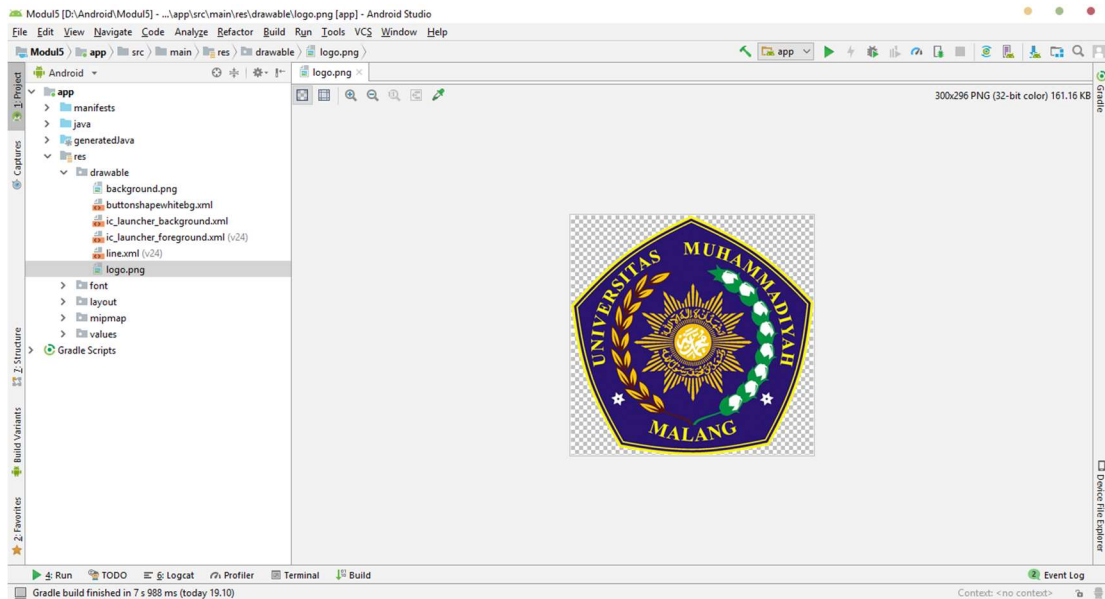 Modul5 [D:\Android\Modul5] - ...\app\src\main\res\drawable\logo.png [app] - Android Studio
File Edit View Navigate Code Analyze Refactor Build Run Tools VCS Window Help
Modul5 app src main res drawable logo.png
app
1: Project
Android
logo.png
Gradle
app
manifests
java
generatedJava
res
drawable
background.png
buttonshapewhitebg.xml
ic_launcher_background.xml
ic_launcher_foreground.xml (v24)
line.xml (v24)
logo.png
font
layout
mipmap
values
Gradle Scripts
300x296 PNG (32-bit color) 161.16 KB
UNIVERSITAS MUHAMMADIYAH
MALANG
Captures
7: Structure
Build Variants
2: Favorites
Device File Explorer
4: Run TODO 6: Logcat Profiler Terminal Build
2 Event Log
Gradle build finished in 7 s 988 ms (today 19.10)
Context: <no context>